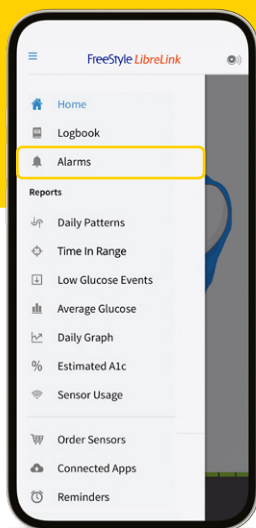 FreeStyle LibreLink
Home
Logbook
Alarms
Reports
Daily Patterns
Time In Range
Low Glucose Events
Average Glucose
Daily Graph
% Estimated A1c
Sensor Usage
Order Sensors
Connected Apps
Reminders